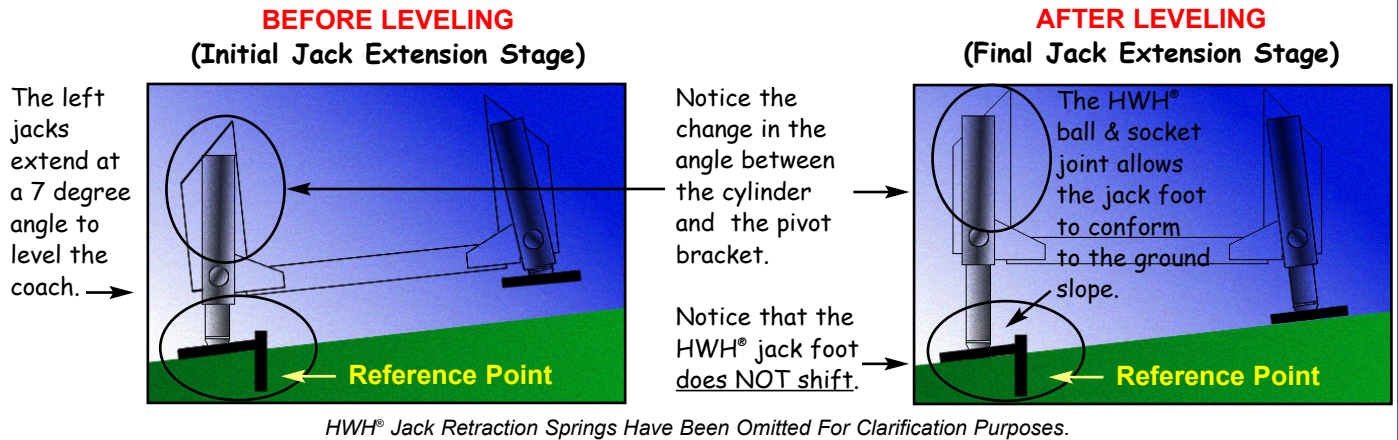 BEFORE LEVELING
(Initial Jack Extension Stage)
The left
jacks
extend at
a 7 degree
angle to
level the
coach.
Reference Point
Notice the
change in the
angle between
the cylinder
and the pivot
bracket.
Notice that the
HWH® jack foot
does NOT shift.
AFTER LEVELING
(Final Jack Extension Stage)
The HWH®
ball & socket
joint allows
the jack foot
to conform
to the ground
slope.
Reference Point
HWH® Jack Retraction Springs Have Been Omitted For Clarification Purposes.